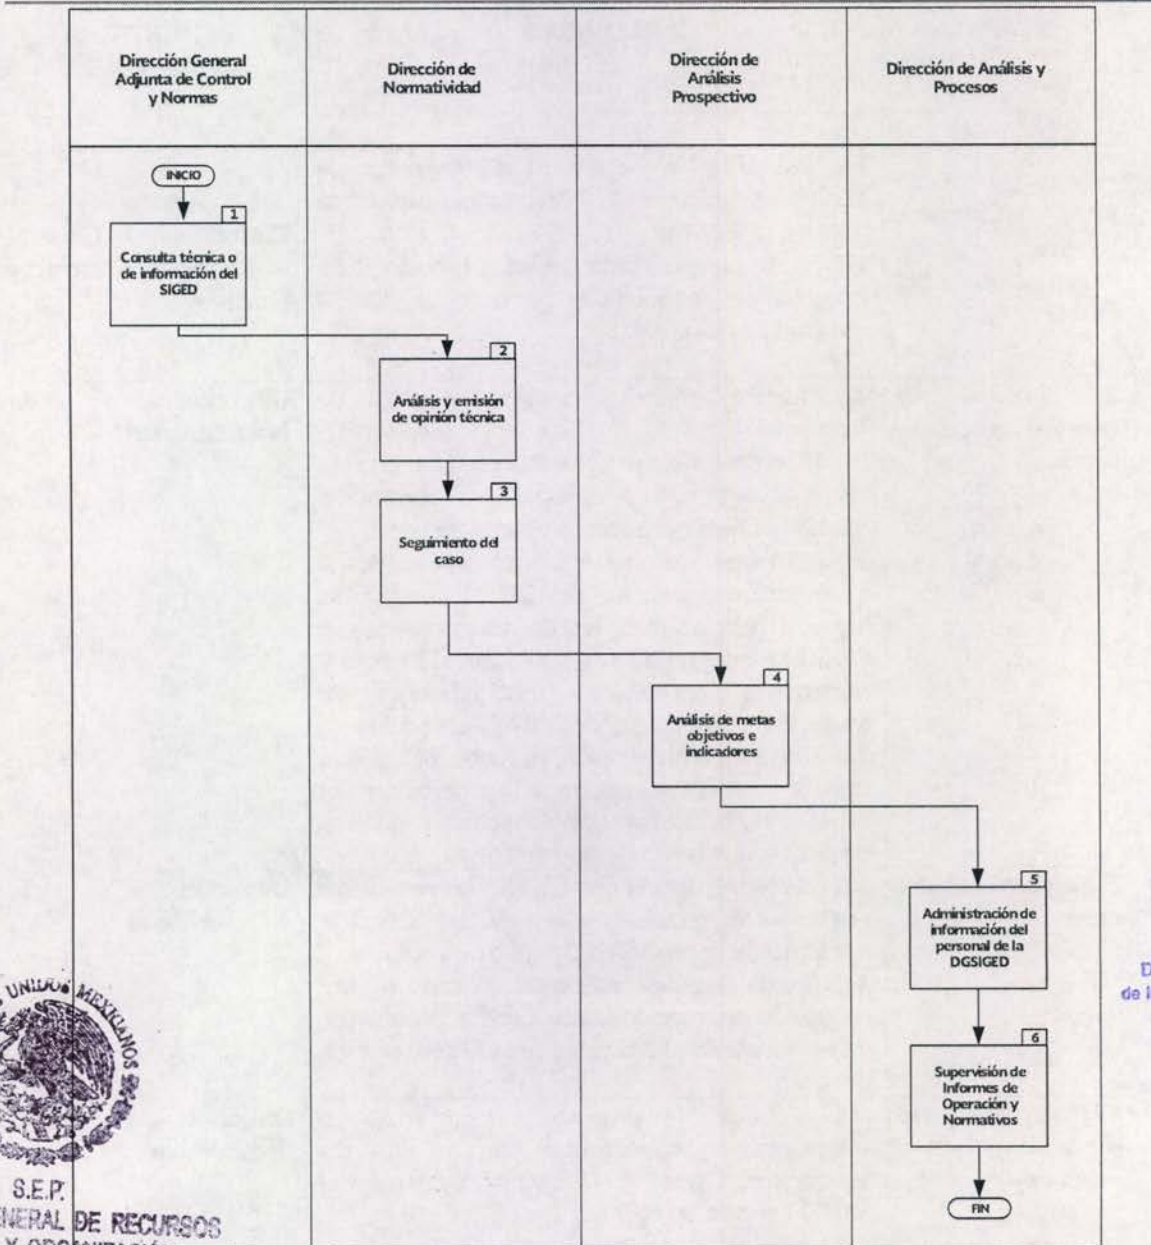 Dirección General
Adjunta de Control
y Normas
Dirección de
Normatividad
Dirección de
Análisis
Prospectivo
Dirección de Análisis y
Procesos
INICIO
1
Consulta técnica o
de información del
SIGED
2
Análisis y emisión
de opinión técnica
3
Seguimiento del
caso
4
Análisis de metas
objetivos e
indicadores
5
Administración de
información del
personal de la
DGSIGED
6
Supervisión de
Informes de
Operación y
Normativos
FIN
UNIDOS MEXICANOS
S.E.P.
DE RECURSOS